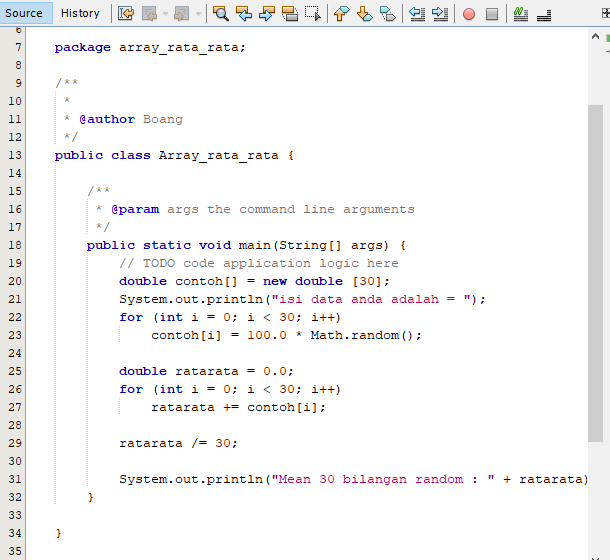 Source History
6
7 package array_rata_rata;
8
9 /**
10 *
11 * @author Boang
12 */
13 public class Array_rata_rata {
14
15 /**
16 * @param args the command line arguments
17 */
18 public static void main(String[] args) {
19 // TODO code application logic here
20 double contoh[] = new double [30];
21 System.out.println("isi data anda adalah = ");
22 for (int i = 0; i < 30; i++)
23 contoh[i] = 100.0 * Math.random();
24
25 double ratarata = 0.0;
26 for (int i = 0; i < 30; i++)
27 ratarata += contoh[i];
28
29 ratarata /= 30;
30
31 System.out.println("Mean 30 bilangan random : " + ratarata)
32 }
33
34 }
35